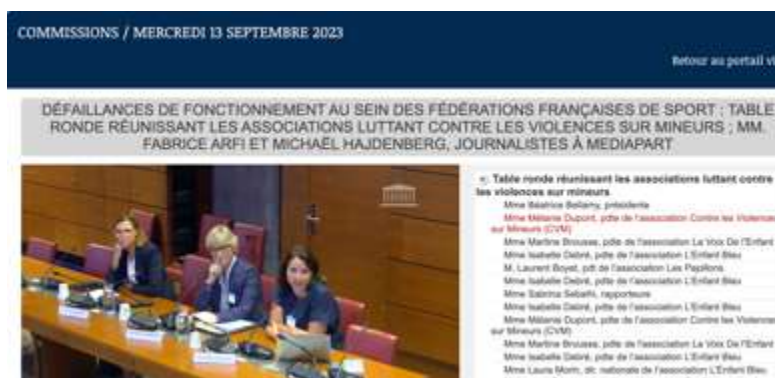 COMMISSIONS / MERCREDI 13 SEPTEMBRE 2023
Retour au portail vi
DÉFAILLANCES DE FONCTIONNEMENT AU SEIN DES FÉDÉRATIONS FRANÇAISES DE SPORT : TABLE
RONDE RÉUNISSANT LES ASSOCIATIONS LUTTANT CONTRE LES VIOLENCES SUR MINEURS ; MM.
FABRICE ARFI ET MICHAËL HAJDENBERG, JOURNALISTES À MEDIAPART
Table ronde réunissant les associations luttant contre
les violences sur mineurs
Mme Béatrice Bellamy, présidente
Mme Mélanie Dupont, pdte de l'association Contre les Violences
sur Mineurs (CVM)
Mme Martine Brousse, pdte de l'association La Voix De l'Enfant
Mme Isabelle Debré, pdte de l'association L'Enfant Bleu
M. Laurent Boyet, pdt de l'association Les Papillons
Mme Isabelle Debré, pdte de l'association L'Enfant Bleu
Mme Sabrina Sebaihi, rapporteure
Mme Isabelle Debré, pdte de l'association L'Enfant Bleu
Mme Mélanie Dupont, pdte de l'association Contre les Violences
sur Mineurs (CVM)
Mme Martine Brousse, pdte de l'association La Voix De l'Enfant
Mme Isabelle Debré, pdte de l'association L'Enfant Bleu
Mme Laura Morin, dir. nationale de l'association L'Enfant Bleu